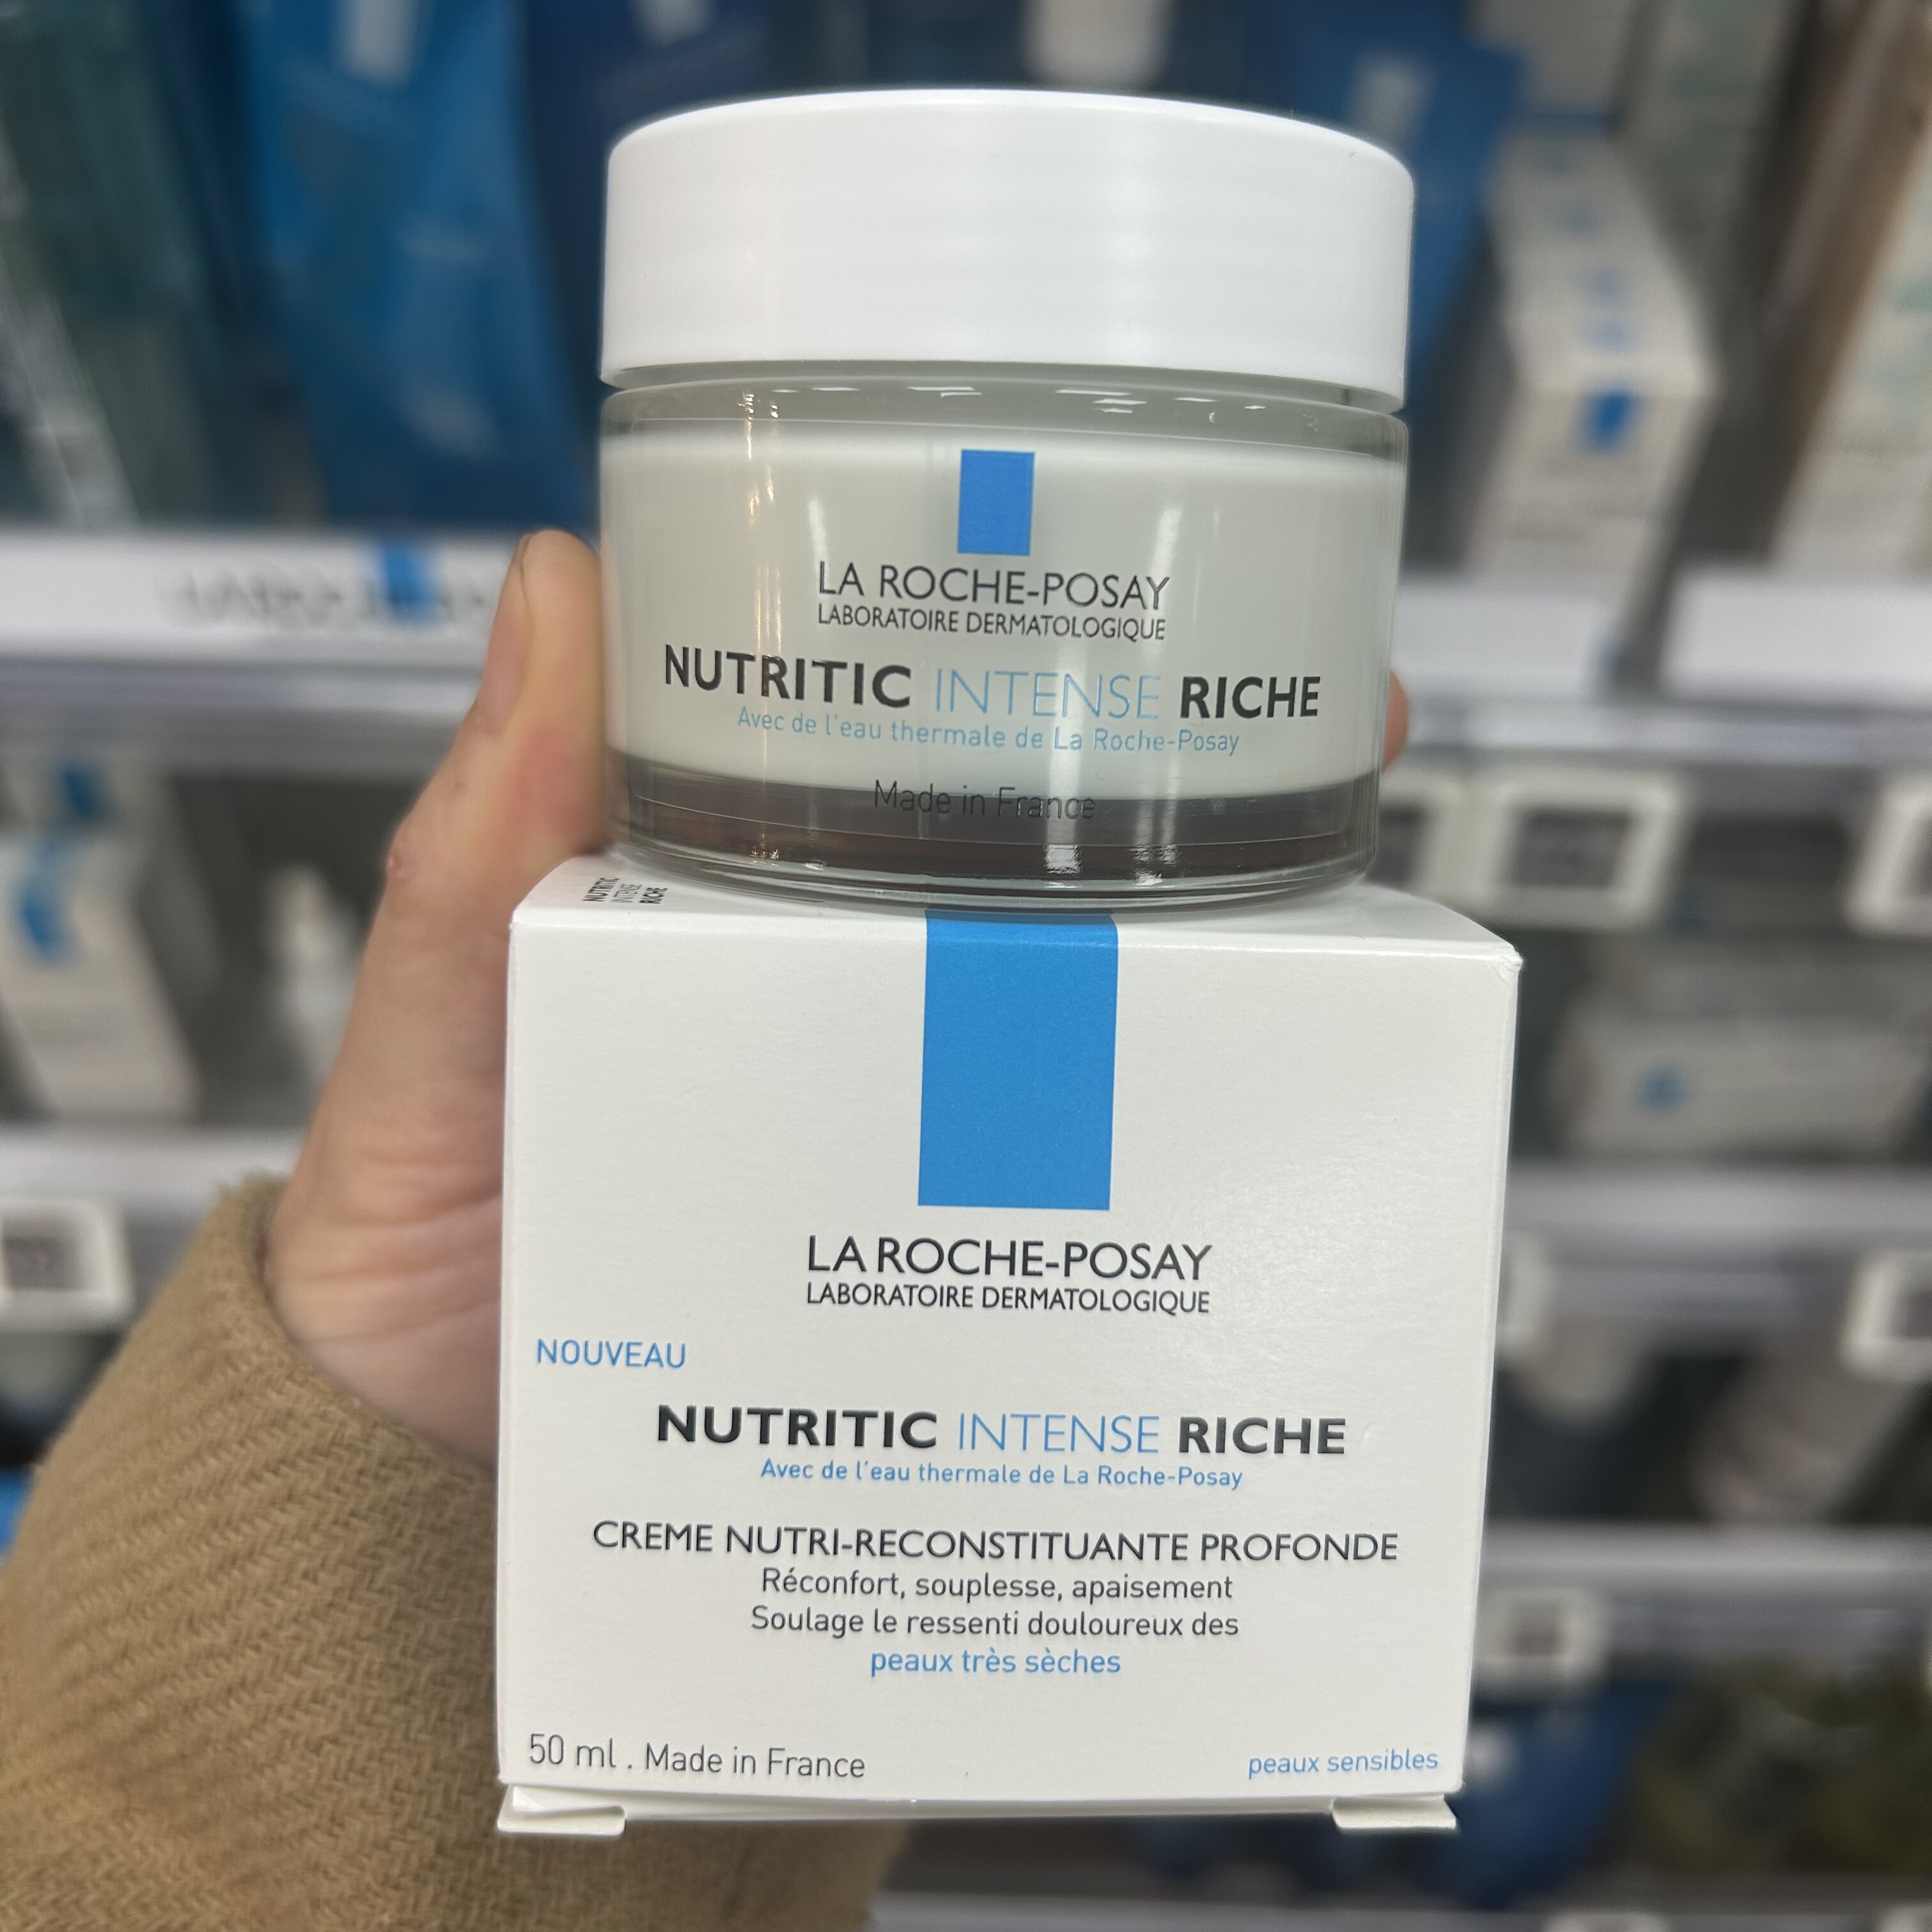 LA ROCHE-POSAY
LABORATOIRE DERMATOLOGIQUE
NUTRITIC INTENSE RICHE
Avec de l'eau thermale de La Roche-Posay
Made in France
NUTRITIC
INTENSE
RICHE
LA ROCHE-POSAY
LABORATOIRE DERMATOLOGIQUE
NOUVEAU
NUTRITIC INTENSE RICHE
Avec de l'eau thermale de La Roche-Posay
CREME NUTRI-RECONSTITUANTE PROFONDE
Réconfort, souplesse, apaisement
Soulage le ressenti douloureux des
peaux très sèches
50 ml . Made in France
peaux sensibles